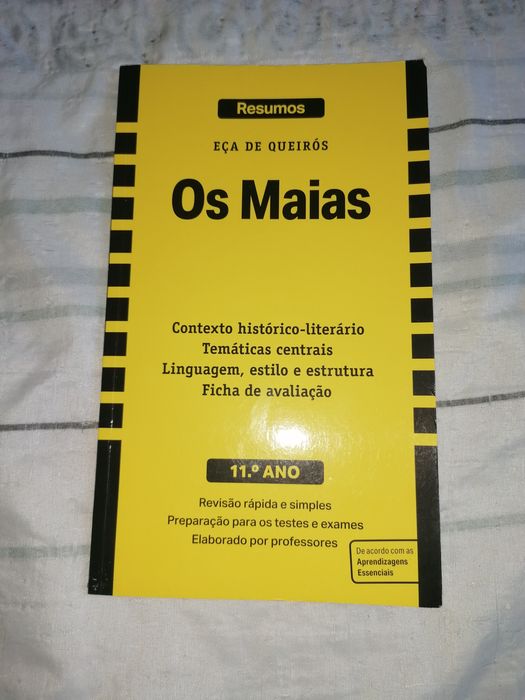 Resumos
EÇA DE QUEIRÓS
Os Maias
Contexto histórico-literário
Temáticas centrais
Linguagem, estilo e estrutura
Ficha de avaliação
11.º ANO
Revisão rápida e simples
Preparação para os testes e exames
Elaborado por professores
De acordo com as
Aprendizagens
Essenciais